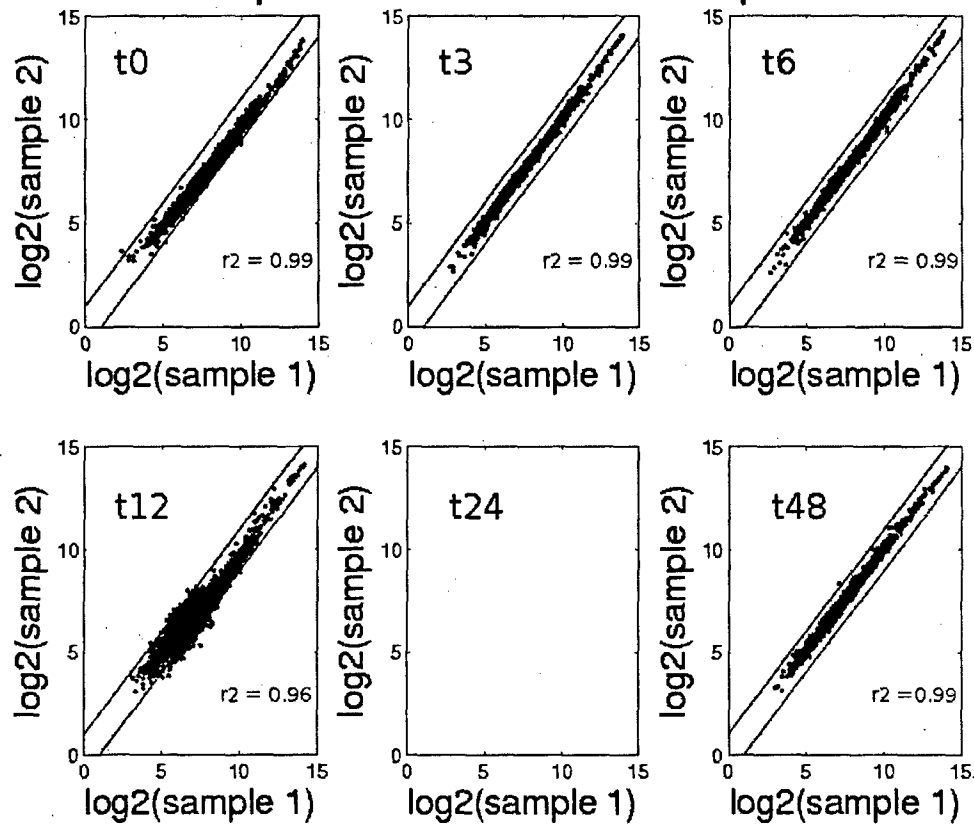 t0
log2(sample 2)
15
10
5
0
r2 = 0.99
0 5 10 15
log2(sample 1)
t3
log2(sample 2)
15
10
5
0
r2 = 0.99
0 5 10 15
log2(sample 1)
t6
log2(sample 2)
15
10
5
0
r2 = 0.99
0 5 10 15
log2(sample 1)
t12
log2(sample 2)
15
10
5
0
r2 = 0.96
0 5 10 15
log2(sample 1)
t24
log2(sample 2)
15
10
5
0
0 5 10 15
log2(sample 1)
t48
log2(sample 2)
15
10
5
0
r2 =0.99
0 5 10 15
log2(sample 1)